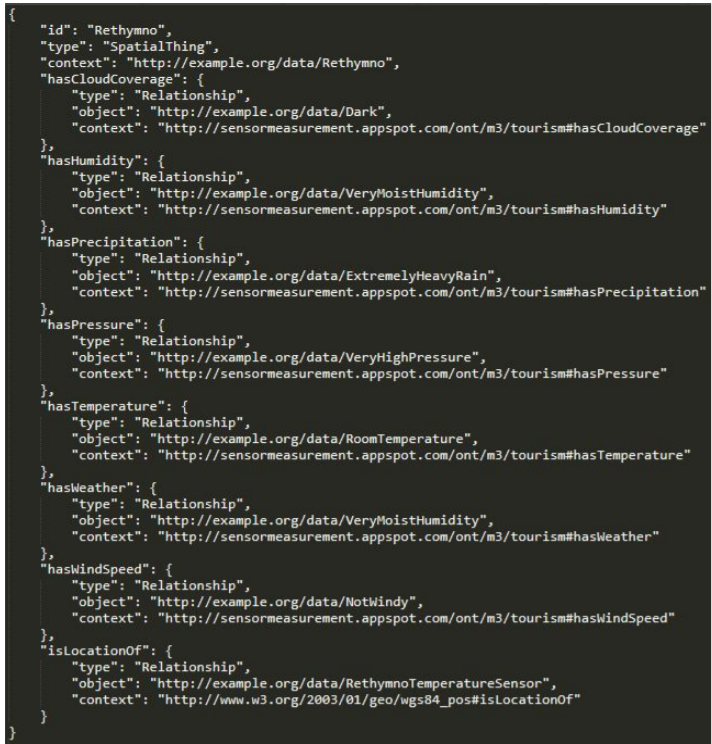 {
    "id": "Rethymno",
    "type": "SpatialThing",
    "context": "http://example.org/data/Rethymno",
    "hasCloudCoverage": {
        "type": "Relationship",
        "object": "http://example.org/data/Dark",
        "context": "http://sensormeasurement.appspot.com/ont/m3/tourism#hasCloudCoverage"
    },
    "hasHumidity": {
        "type": "Relationship",
        "object": "http://example.org/data/VeryMoistHumidity",
        "context": "http://sensormeasurement.appspot.com/ont/m3/tourism#hasHumidity"
    },
    "hasPrecipitation": {
        "type": "Relationship",
        "object": "http://example.org/data/ExtremelyHeavyRain",
        "context": "http://sensormeasurement.appspot.com/ont/m3/tourism#hasPrecipitation"
    },
    "hasPressure": {
        "type": "Relationship",
        "object": "http://example.org/data/VeryHighPressure",
        "context": "http://sensormeasurement.appspot.com/ont/m3/tourism#hasPressure"
    },
    "hasTemperature": {
        "type": "Relationship",
        "object": "http://example.org/data/RoomTemperature",
        "context": "http://sensormeasurement.appspot.com/ont/m3/tourism#hasTemperature"
    },
    "hasWeather": {
        "type": "Relationship",
        "object": "http://example.org/data/VeryMoistHumidity",
        "context": "http://sensormeasurement.appspot.com/ont/m3/tourism#hasWeather"
    },
    "hasWindSpeed": {
        "type": "Relationship",
        "object": "http://example.org/data/NotWindy",
        "context": "http://sensormeasurement.appspot.com/ont/m3/tourism#hasWindSpeed"
    },
    "isLocationOf": {
        "type": "Relationship",
        "object": "http://example.org/data/RethymnoTemperatureSensor",
        "context": "http://www.w3.org/2003/01/geo/wgs84_pos#isLocationOf"
    }
}